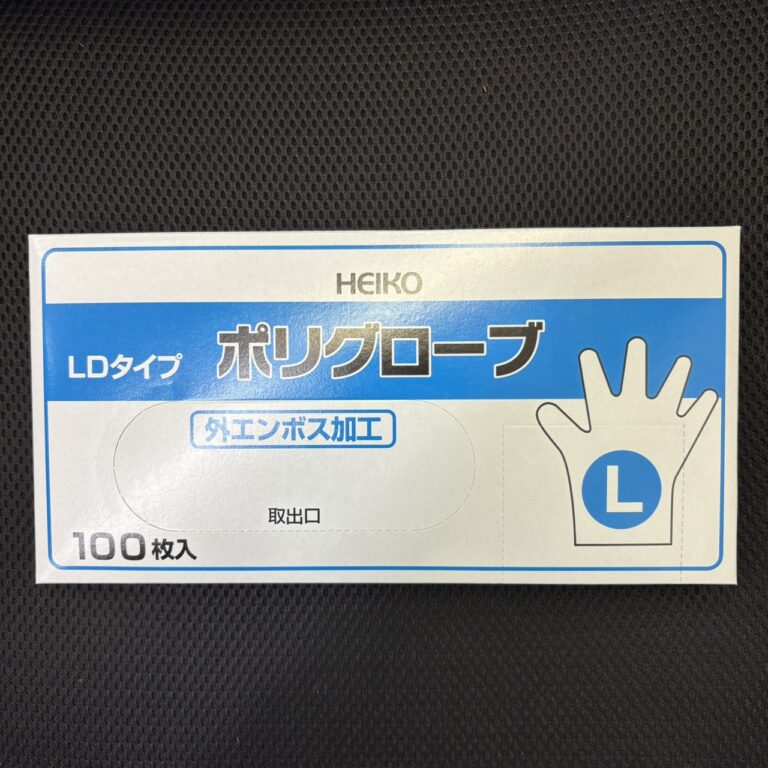 HEIKO
LDタイプ ポリグローブ
外エンボス加工
L
取出口
100枚入